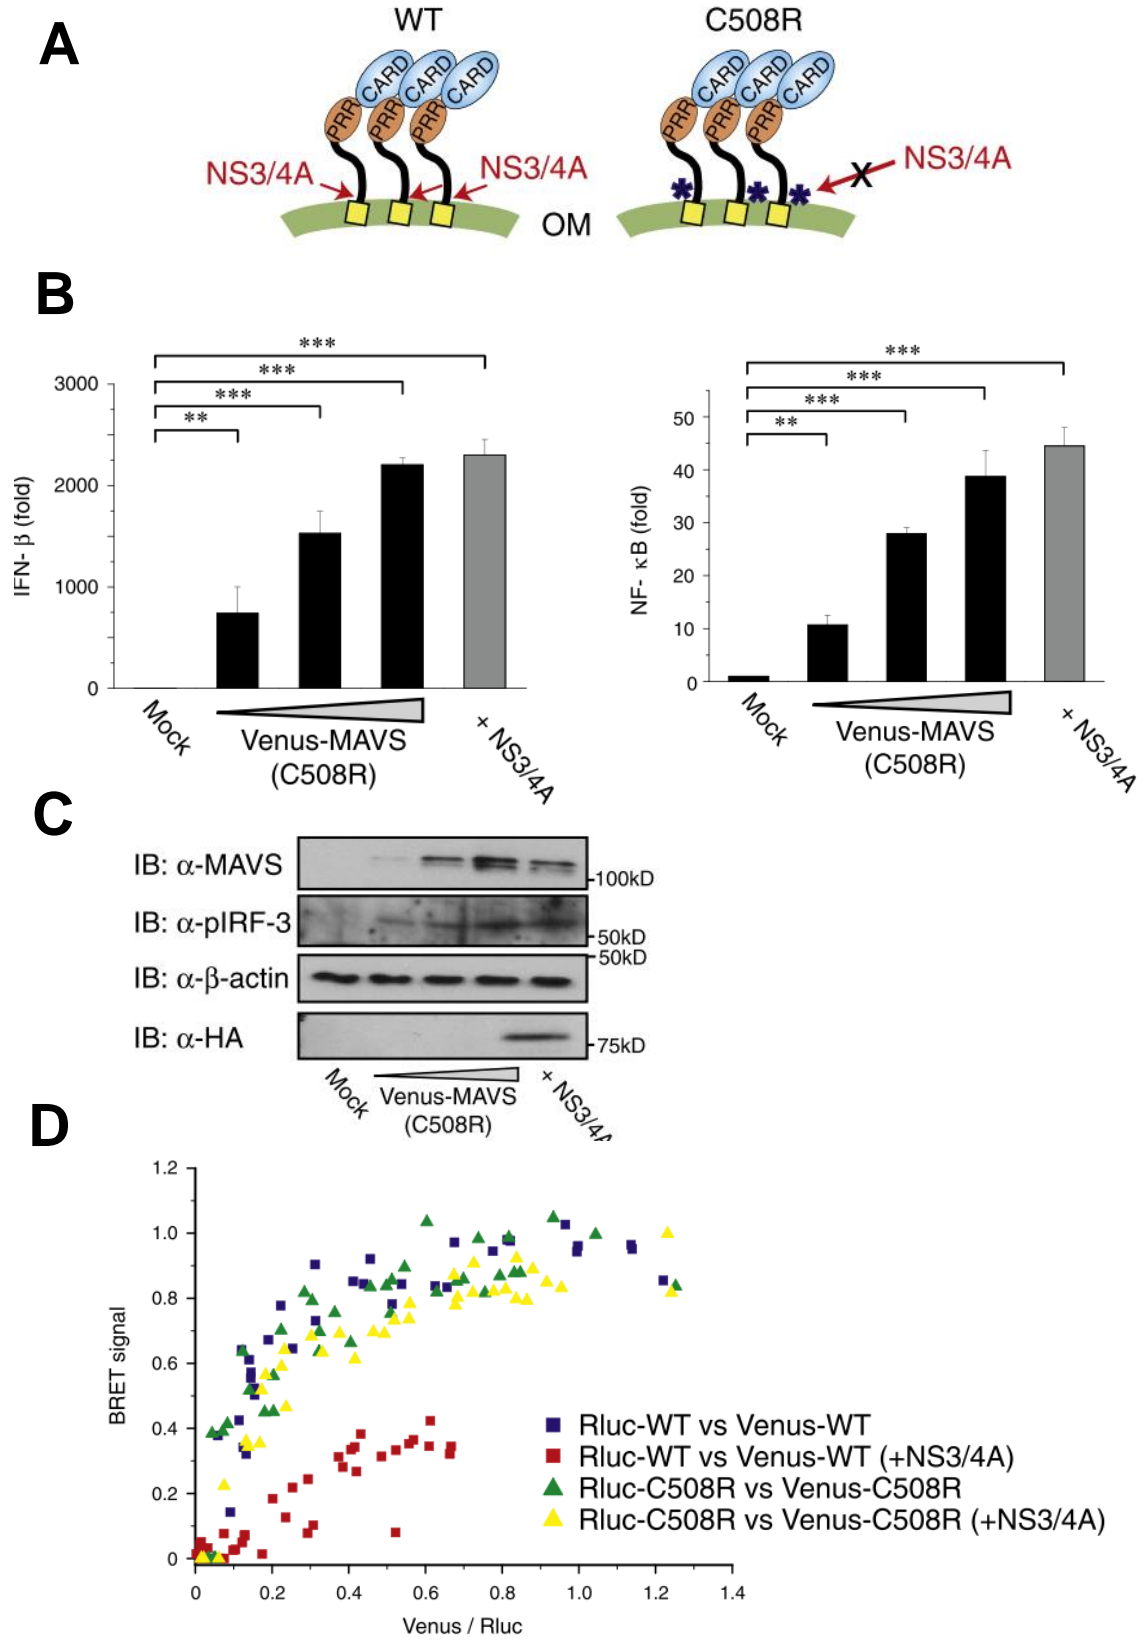 A
WT
C508R
CARD CARD CARD
CARD CARD CARD
PRR PRR PRR
PRR PRR PRR
NS3/4A
NS3/4A
X
NS3/4A
*
* *
OM
B
***
***
***
**
3000
2000
1000
0
IFN- β (fold)
Mock
Venus-MAVS
(C508R)
+ NS3/4A
***
***
***
**
50
40
30
20
10
0
NF- κB (fold)
Mock
Venus-MAVS
(C508R)
+ NS3/4A
C
IB: α-MAVS
100kD
IB: α-pIRF-3
50kD
50kD
IB: α-β-actin
IB: α-HA
75kD
Mock
Venus-MAVS
(C508R)
+ NS3/4A
D
1.2
1.0
0.8
0.6
0.4
0.2
0
BRET signal
Rluc-WT vs Venus-WT
Rluc-WT vs Venus-WT (+NS3/4A)
Rluc-C508R vs Venus-C508R
Rluc-C508R vs Venus-C508R (+NS3/4A)
0 0.2 0.4 0.6 0.8 1.0 1.2 1.4
Venus / Rluc